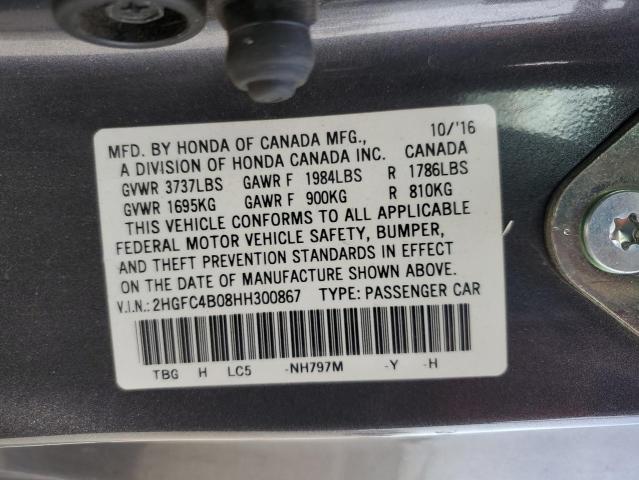 MFD. BY HONDA OF CANADA MFG., 10/'16
A DIVISION OF HONDA CANADA INC. CANADA
GVWR 3737LBS GAWR F 1984LBS R 1786LBS
GVWR 1695KG GAWR F 900KG R 810KG
THIS VEHICLE CONFORMS TO ALL APPLICABLE
FEDERAL MOTOR VEHICLE SAFETY, BUMPER,
AND THEFT PREVENTION STANDARDS IN EFFECT
ON THE DATE OF MANUFACTURE SHOWN ABOVE.
V.I.N.: 2HGFC4B08HH300867 TYPE: PASSENGER CAR
TBG H LC5 -NH797M -Y -H